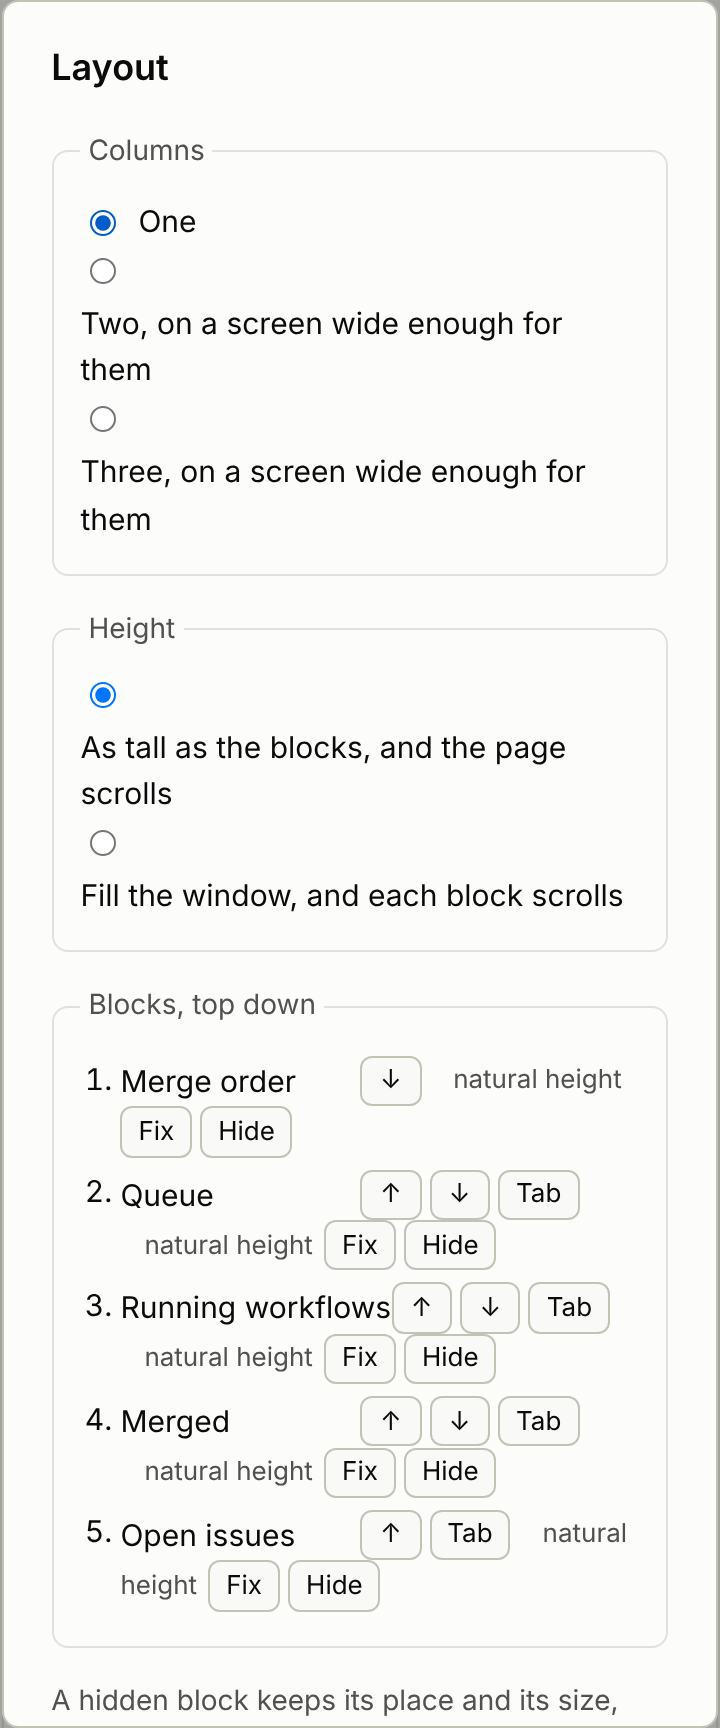 Layout
Columns
One
Two, on a screen wide enough for
them
Three, on a screen wide enough for
them
Height
As tall as the blocks, and the page
scrolls
Fill the window, and each block scrolls
Blocks, top down
1. Merge order ↓ natural height
Fix Hide
2. Queue ↑ ↓ Tab
natural height Fix Hide
3. Running workflows ↑ ↓ Tab
natural height Fix Hide
4. Merged ↑ ↓ Tab
natural height Fix Hide
5. Open issues ↑ Tab natural
height Fix Hide
A hidden block keeps its place and its size,